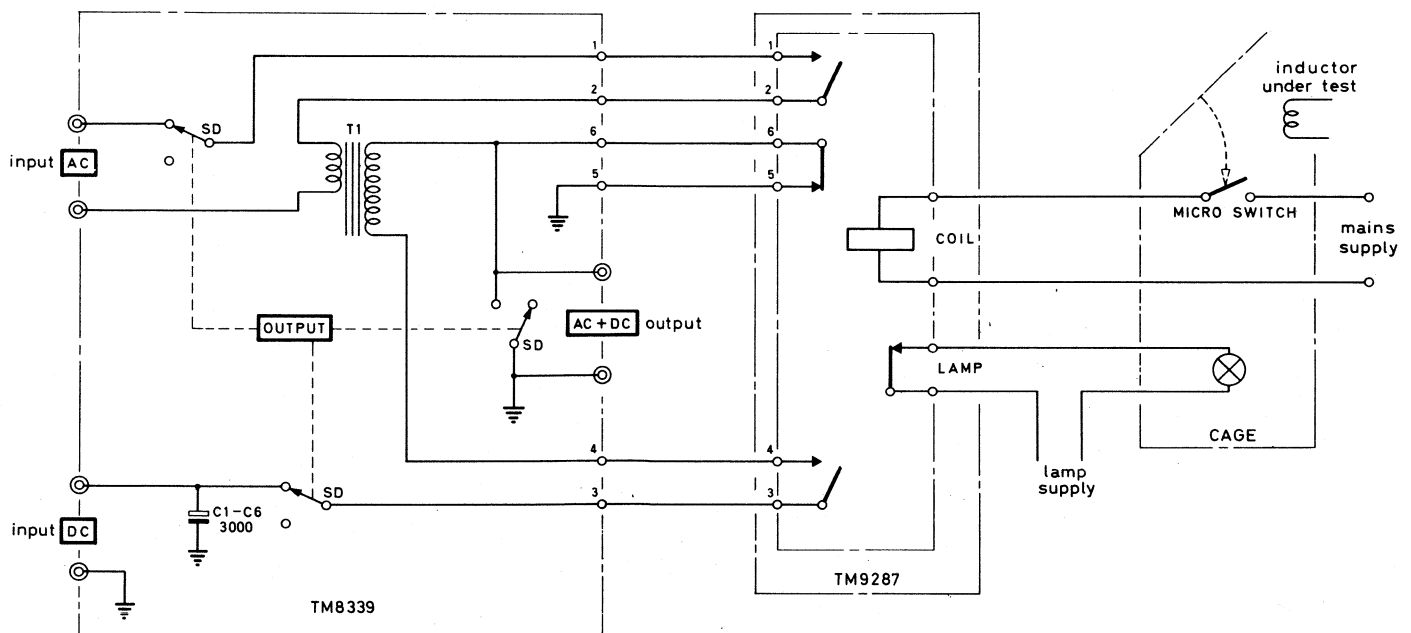 1
1
2
2
inductor
under test
T1
SD
6
6
input AC
5
5
MICRO SWITCH
COIL
mains
supply
OUTPUT
AC + DC output
SD
LAMP
CAGE
4
4
lamp
supply
SD
3
3
C1-C6
3000
input DC
TM9287
TM8339